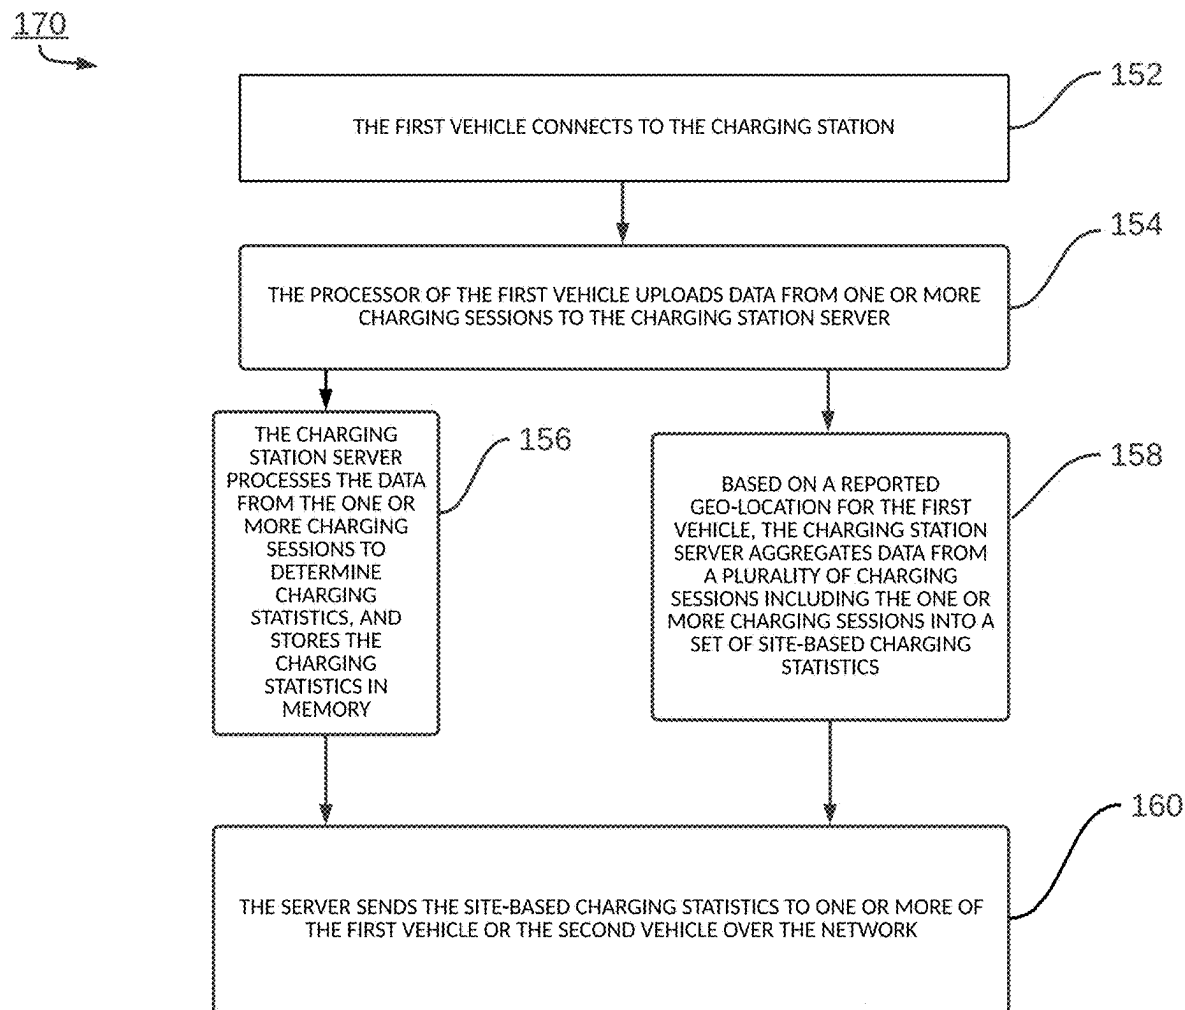 170
152
THE FIRST VEHICLE CONNECTS TO THE CHARGING STATION
154
THE PROCESSOR OF THE FIRST VEHICLE UPLOADS DATA FROM ONE OR MORE
CHARGING SESSIONS TO THE CHARGING STATION SERVER
156
THE CHARGING
STATION SERVER
PROCESSES THE DATA
FROM THE ONE OR
MORE CHARGING
SESSIONS TO
DETERMINE
CHARGING
STATISTICS, AND
STORES THE
CHARGING
STATISTICS IN
MEMORY
158
BASED ON A REPORTED
GEO-LOCATION FOR THE FIRST
VEHICLE, THE CHARGING STATION
SERVER AGGREGATES DATA FROM
A PLURALITY OF CHARGING
SESSIONS INCLUDING THE ONE OR
MORE CHARGING SESSIONS INTO A
SET OF SITE-BASED CHARGING
STATISTICS
160
THE SERVER SENDS THE SITE-BASED CHARGING STATISTICS TO ONE OR MORE OF
THE FIRST VEHICLE OR THE SECOND VEHICLE OVER THE NETWORK